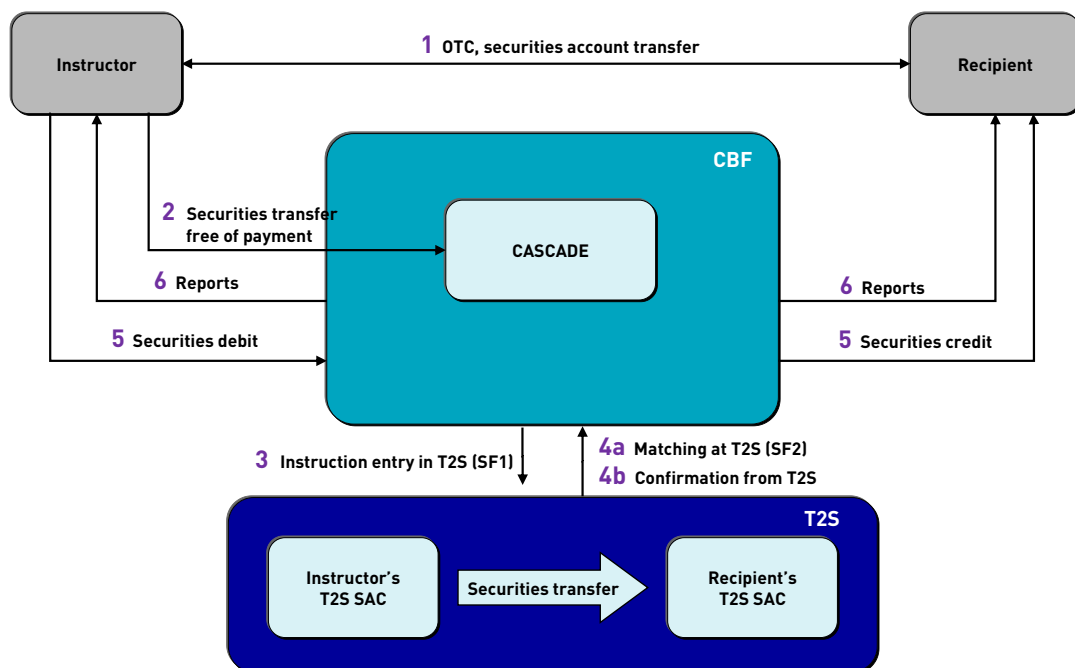 1 OTC, securities account transfer
Instructor
Recipient
CBF
2 Securities transfer
free of payment
CASCADE
6 Reports
6 Reports
5 Securities debit
5 Securities credit
3 Instruction entry in T2S (SF1)
4a Matching at T2S (SF2)
4b Confirmation from T2S
T2S
Instructor's
T2S SAC
Securities transfer
Recipient's
T2S SAC